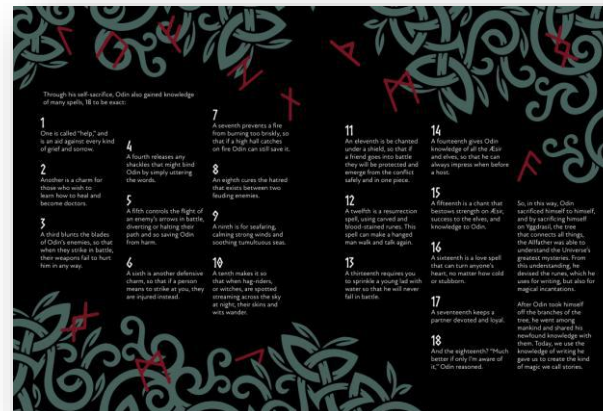 Through his self-sacrifice, Odin also gained knowledge
of many spells, 18 to be exact:
1
One is called "help," and
is an aid against every kind
of grief and sorrow.
2
Another is a charm for
those who wish to
learn how to heal and
become doctors.
3
A third blunts the blades
of Odin's enemies, so that
when they strike in battle,
their weapons fail to hurt
him in any way.
4
A fourth releases any
shackles that might bind
Odin by simply uttering
the words.
5
A fifth controls the flight of
an enemy's arrows in battle,
diverting or halting their
path and so saving Odin
from harm.
6
A sixth is another defensive
charm, so that if a person
means to strike at you, they
are injured instead.
7
A seventh prevents a fire
from burning too briskly, so
that if a high hall catches
on fire Odin can still save it.
8
An eighth cures the hatred
that exists between two
feuding enemies.
9
A ninth is for seafaring,
calming strong winds and
soothing tumultuous seas.
10
A tenth makes it so
that when hag-riders,
or witches, are spotted
streaming across the sky
at night, their skins and
wits wander.
11
An eleventh is be chanted
under a shield, so that if
a friend goes into battle
they will be protected and
emerge from the conflict
safely and in one piece.
12
A twelfth is a resurrection
spell, using carved and
blood-stained runes. This
spell can make a hanged
man walk and talk again.
13
A thirteenth requires you
to sprinkle a young lad with
water so that he will never
fall in battle.
14
A fourteenth gives Odin
knowledge of all the Æsir
and elves, so that he can
always impress when before
a host.
15
A fifteenth is a chant that
bestows strength on Æsir,
success to the elves, and
knowledge to Odin.
16
A sixteenth is a love spell
that can turn anyone's
heart, no matter how cold
or stubborn.
17
A seventeenth keeps a
partner devoted and loyal.
18
And the eighteenth? "Much
better if only I'm aware of
it," Odin reasoned.
So, in this way, Odin
sacrificed himself to himself,
and by sacrificing himself
on Yggdrasil, the tree
that connects all things,
the Allfather was able to
understand the Universe's
greatest mysteries. From
this understanding, he
devised the runes, which he
uses for writing, but also for
magical incantations.
After Odin took himself
off the branches of the
tree, he went among
mankind and shared his
newfound knowledge with
them. Today, we use the
knowledge of writing he
gave us to create the kind
of magic we call stories.